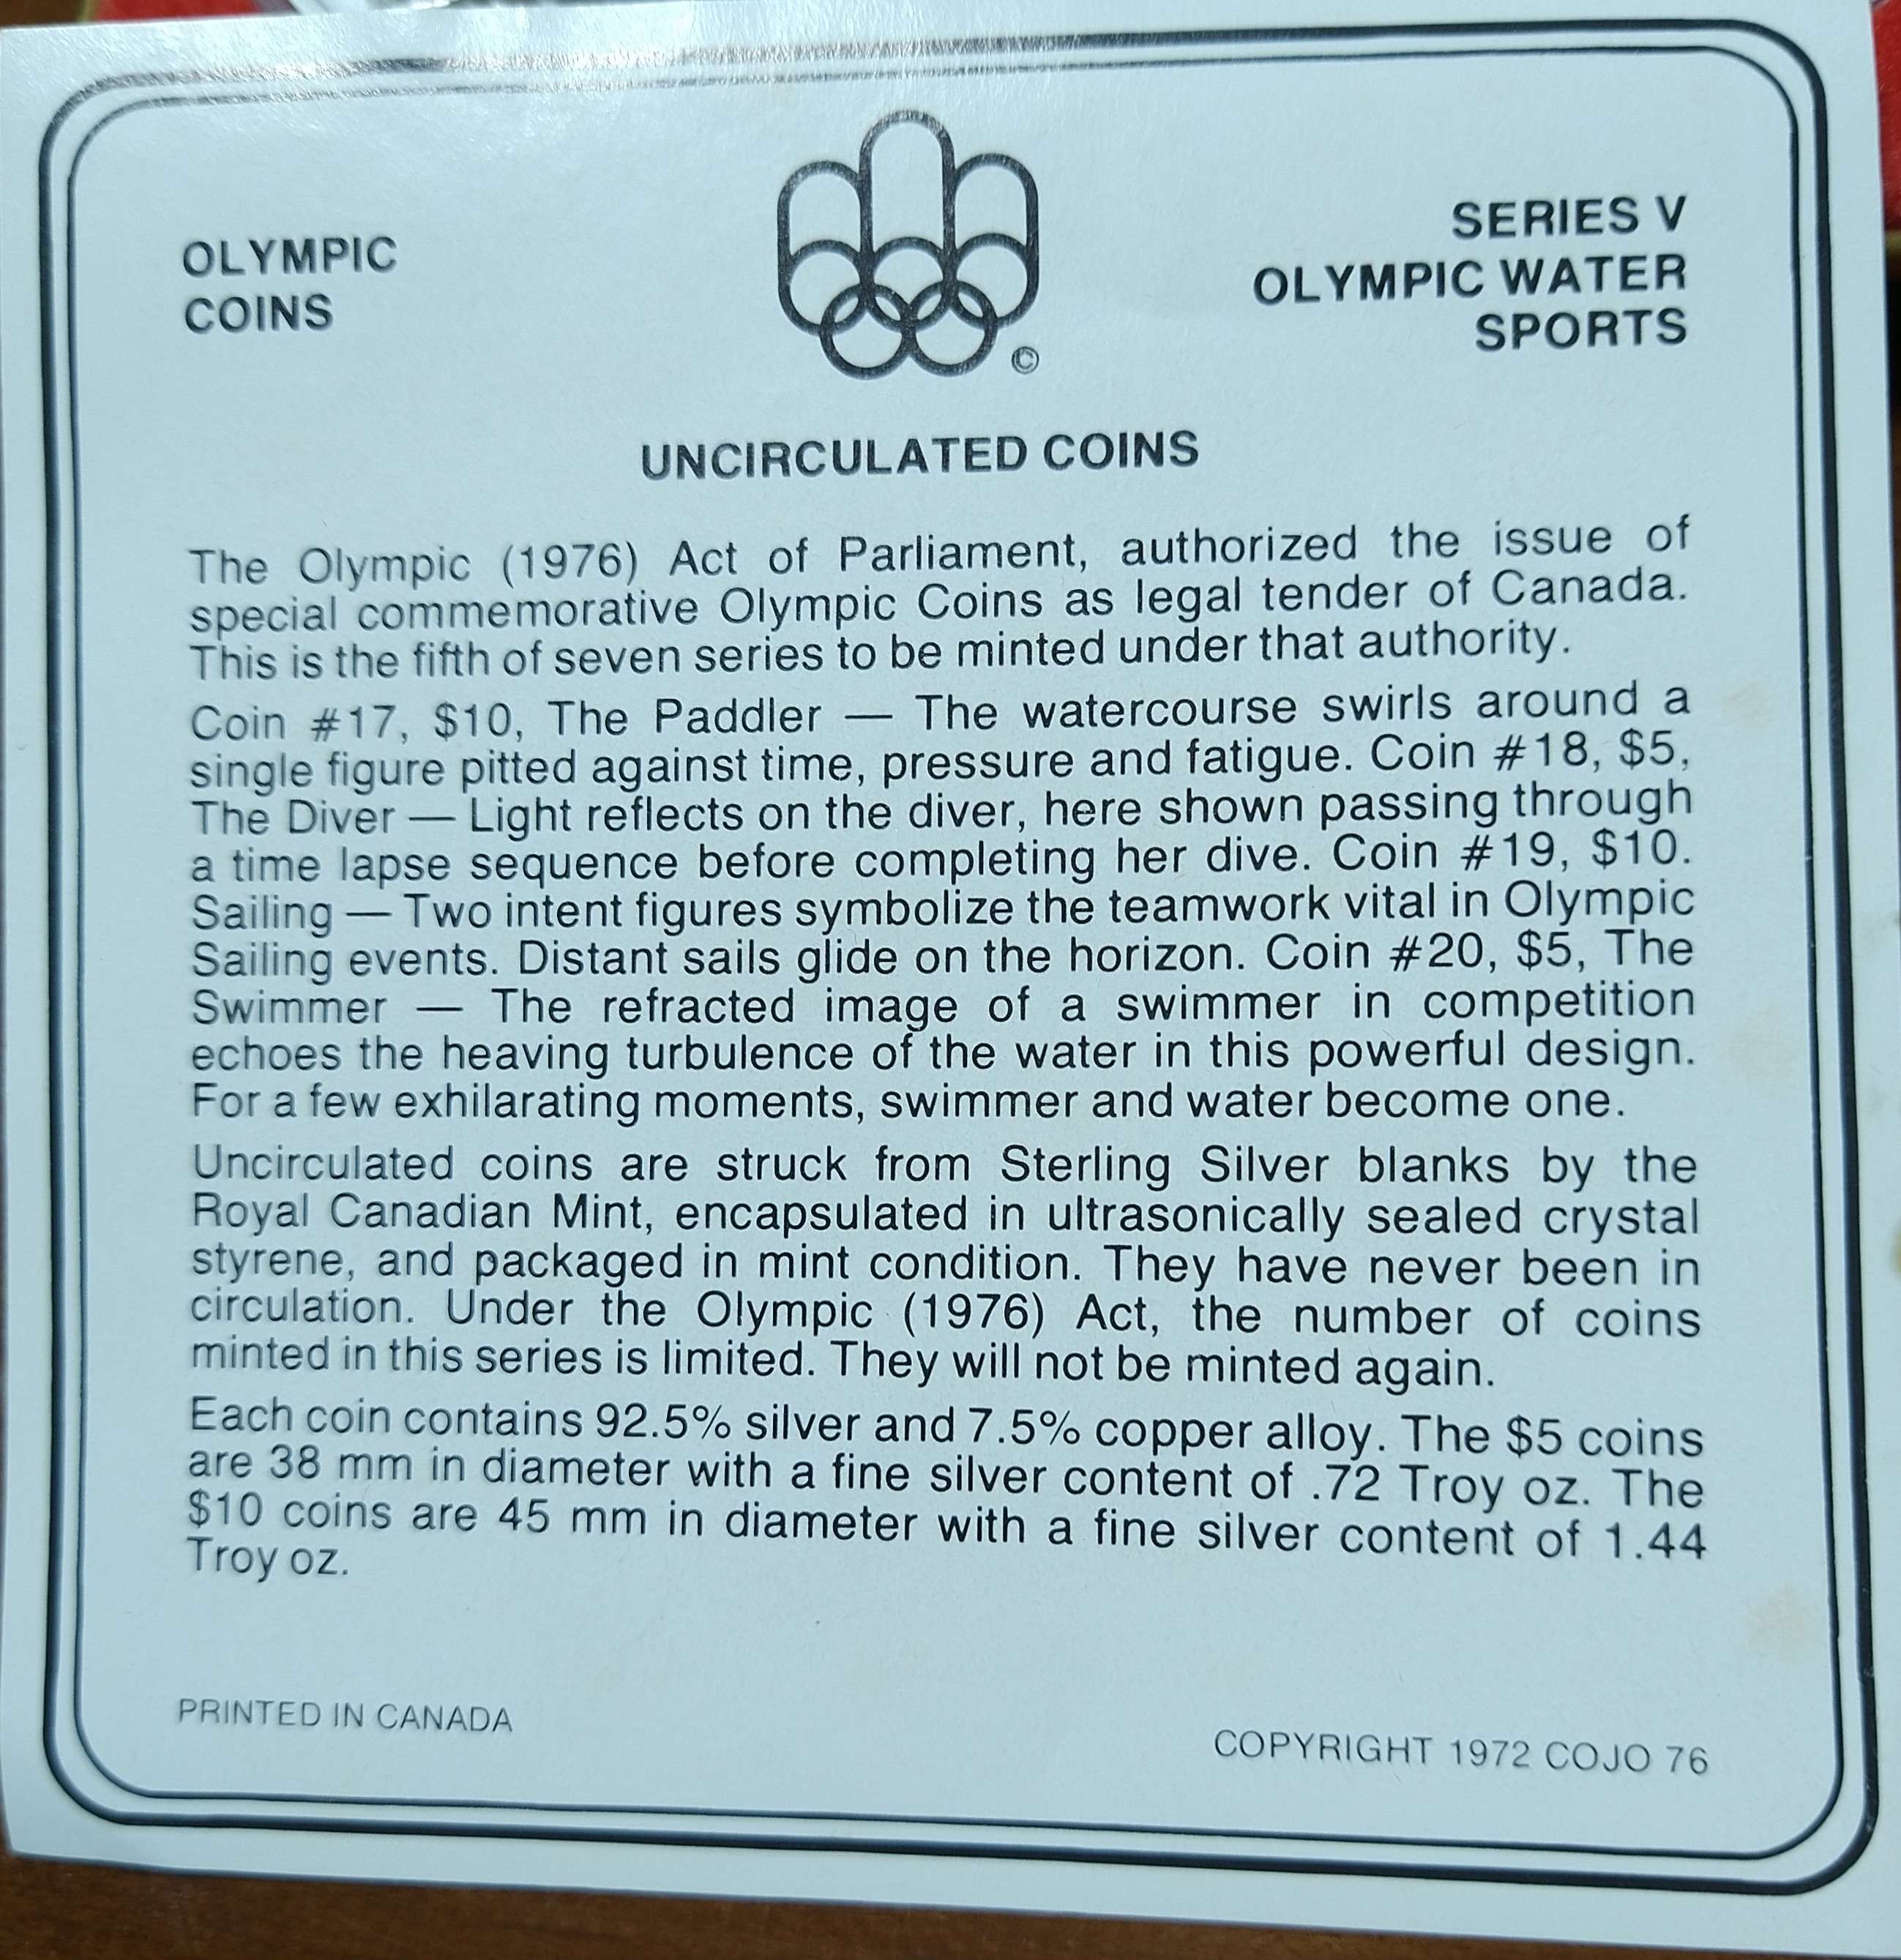 OLYMPIC
COINS
©
SERIES V
OLYMPIC WATER
SPORTS
UNCIRCULATED COINS
The Olympic (1976) Act of Parliament, authorized the issue of
special commemorative Olympic Coins as legal tender of Canada.
This is the fifth of seven series to be minted under that authority.
Coin #17, $10, The Paddler — The watercourse swirls around a
single figure pitted against time, pressure and fatigue. Coin #18, $5,
The Diver — Light reflects on the diver, here shown passing through
a time lapse sequence before completing her dive. Coin #19, $10.
Sailing — Two intent figures symbolize the teamwork vital in Olympic
Sailing events. Distant sails glide on the horizon. Coin #20, $5, The
Swimmer — The refracted image of a swimmer in competition
echoes the heaving turbulence of the water in this powerful design.
For a few exhilarating moments, swimmer and water become one.
Uncirculated coins are struck from Sterling Silver blanks by the
Royal Canadian Mint, encapsulated in ultrasonically sealed crystal
styrene, and packaged in mint condition. They have never been in
circulation. Under the Olympic (1976) Act, the number of coins
minted in this series is limited. They will not be minted again.
Each coin contains 92.5% silver and 7.5% copper alloy. The $5 coins
are 38 mm in diameter with a fine silver content of .72 Troy oz. The
$10 coins are 45 mm in diameter with a fine silver content of 1.44
Troy oz.
PRINTED IN CANADA
COPYRIGHT 1972 COJO 76